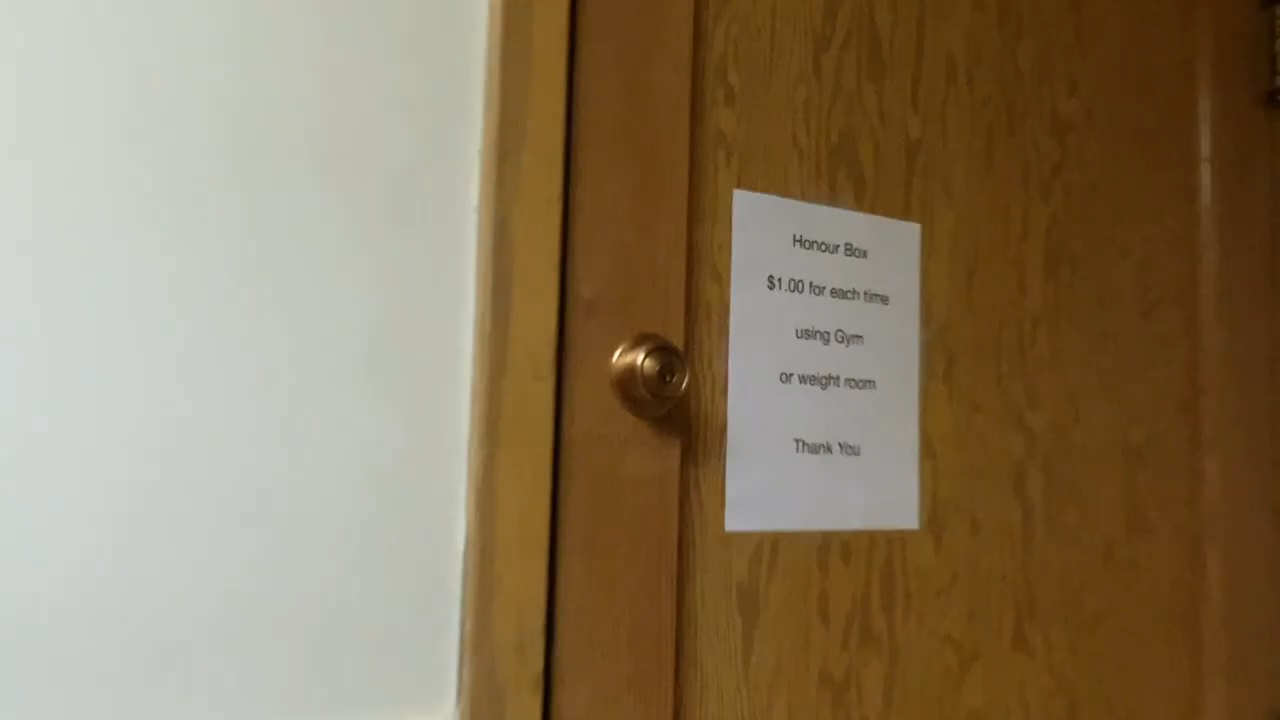 Honour Box
$1.00 for each time
using Gym
or weight room
Thank You